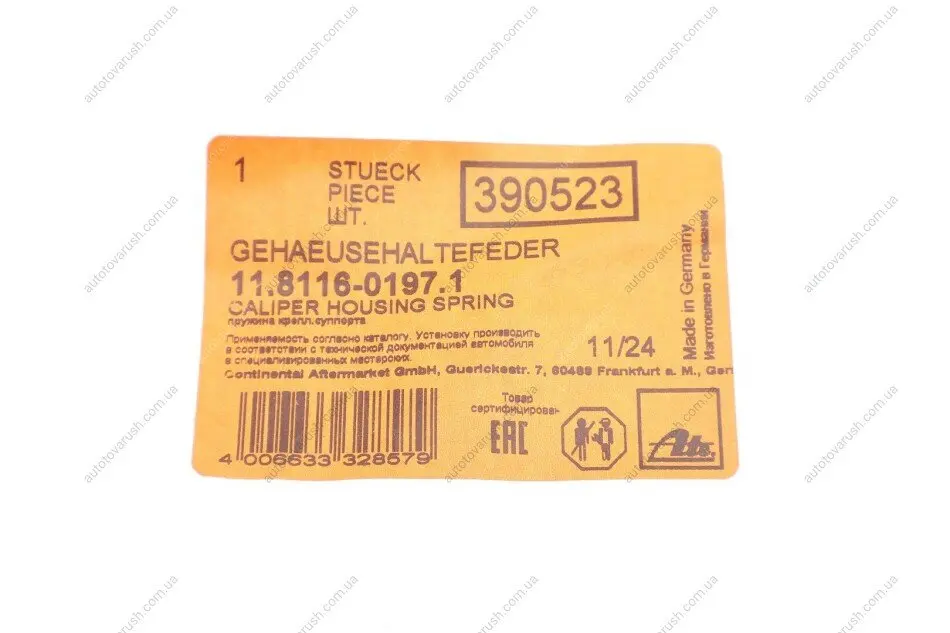 1
STUECK
PIECE
ШТ.
390523
GEHAEUSEHALTEFEDER
11.8116-0197.1
CALIPER HOUSING SPRING
пружина крепл.суппорта
Применяемость согласно каталогу. Установку производить
в соответствии с технической документацией автомобиля
в специализированных мастерских.
11/24
Made in Germany
Изготовлено в Германии
Continental Aftermarket GmbH, Guerickestr. 7, 60488 Frankfurt a. M., Ger
Товар
сертифицирован
EAC
Ate
4 006633 328579
autotovarush.com.ua